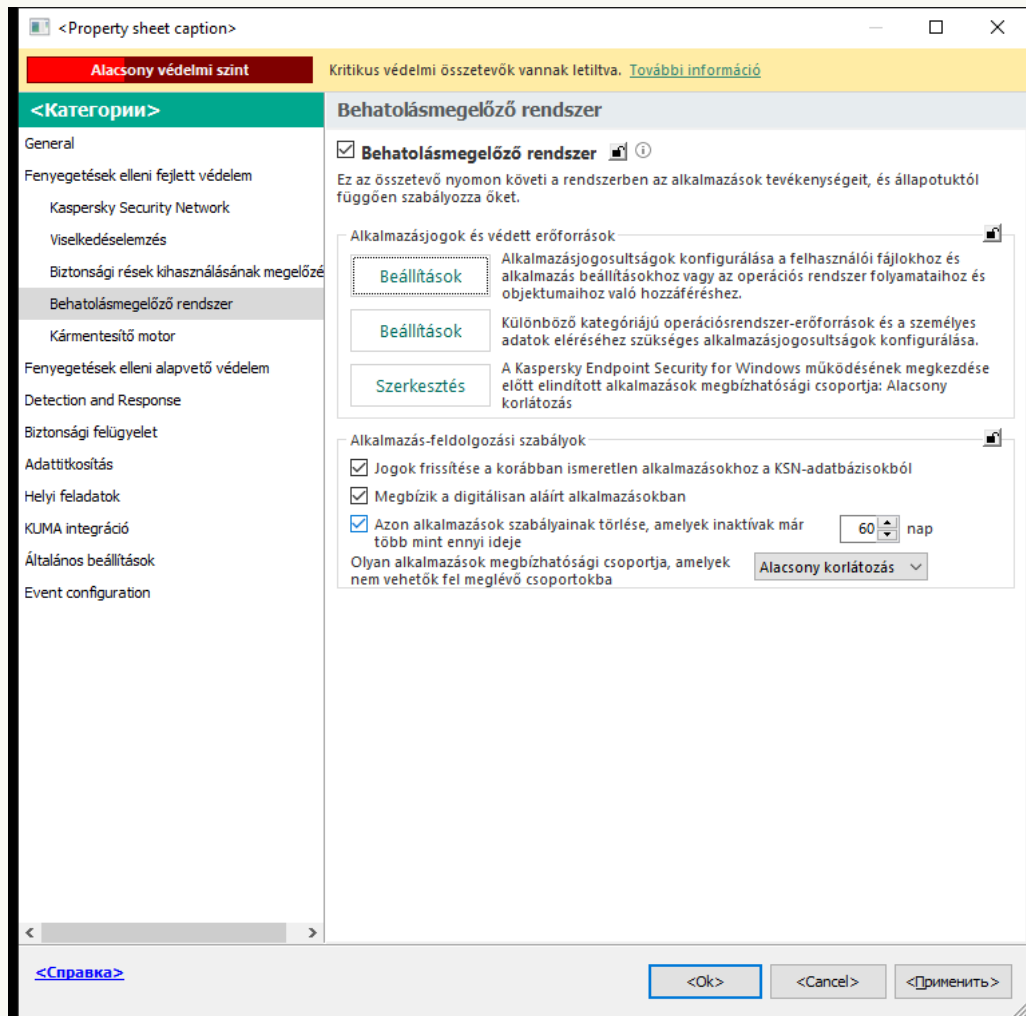 <Property sheet caption>
Alacsony védelmi szint
Kritikus védelmi összetevők vannak letiltva. További információ
<Категории>
General
Fenyegetések elleni fejlett védelem
Kaspersky Security Network
Viselkedéselemzés
Biztonsági rések kihasználásának megelőzé
Behatolásmegelőző rendszer
Kármentesítő motor
Fenyegetések elleni alapvető védelem
Detection and Response
Biztonsági felügyelet
Adattitkosítás
Helyi feladatok
KUMA integráció
Általános beállítások
Event configuration
Behatolásmegelőző rendszer
Behatolásmegelőző rendszer
Ez az összetevő nyomon követi a rendszerben az alkalmazások tevékenységeit, és állapotuktól
függően szabályozza őket.
Alkalmazásjogok és védett erőforrások
Beállítások
Alkalmazásjogosultságok konfigurálása a felhasználói fájlokhoz és
alkalmazás beállításokhoz vagy az operációs rendszer folyamataihoz és
objektumaihoz való hozzáféréshez.
Beállítások
Különböző kategóriájú operációsrendszer-erőforrások és a személyes
adatok eléréséhez szükséges alkalmazásjogosultságok konfigurálása.
Szerkesztés
A Kaspersky Endpoint Security for Windows működésének megkezdése
előtt elindított alkalmazások megbízhatósági csoportja: Alacsony
korlátozás
Alkalmazás-feldolgozási szabályok
Jogok frissítése a korábban ismeretlen alkalmazásokhoz a KSN-adatbázisokból
Megbízik a digitálisan aláírt alkalmazásokban
Azon alkalmazások szabályainak törlése, amelyek inaktívak már
több mint ennyi ideje
60 nap
Olyan alkalmazások megbízhatósági csoportja, amelyek
nem vehetők fel meglévő csoportokba
Alacsony korlátozás
<Справка>
<Ok>
<Cancel>
<Применить>